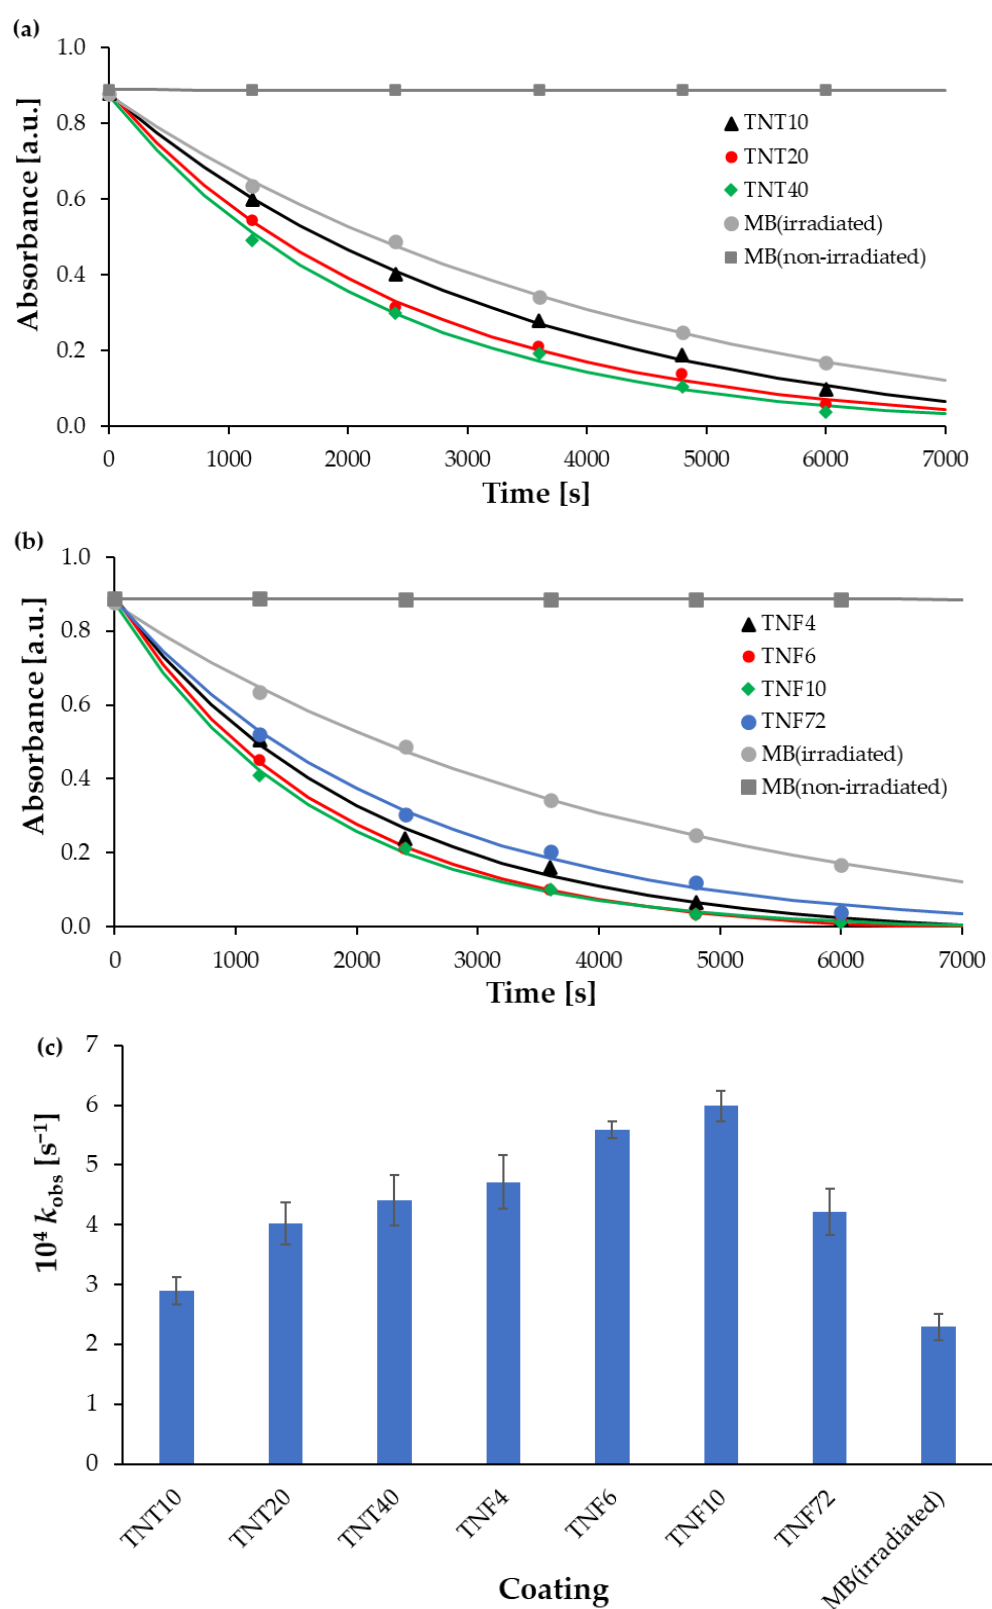 (a)
1.0
0.8
0.6
0.4
0.2
0.0
Absorbance [a.u.]
TNT10
TNT20
TNT40
MB(irradiated)
MB(non-irradiated)
0 1000 2000 3000 4000 5000 6000 7000
Time [s]
(b)
1.0
0.8
0.6
0.4
0.2
0.0
Absorbance [a.u.]
TNF4
TNF6
TNF10
TNF72
MB(irradiated)
MB(non-irradiated)
0 1000 2000 3000 4000 5000 6000 7000
Time [s]
(c)
7
6
5
4
3
2
1
0
10⁴ k_obs [s⁻¹]
TNT10 TNT20 TNT40 TNF4 TNF6 TNF10 TNF72 MB(irradiated)
Coating